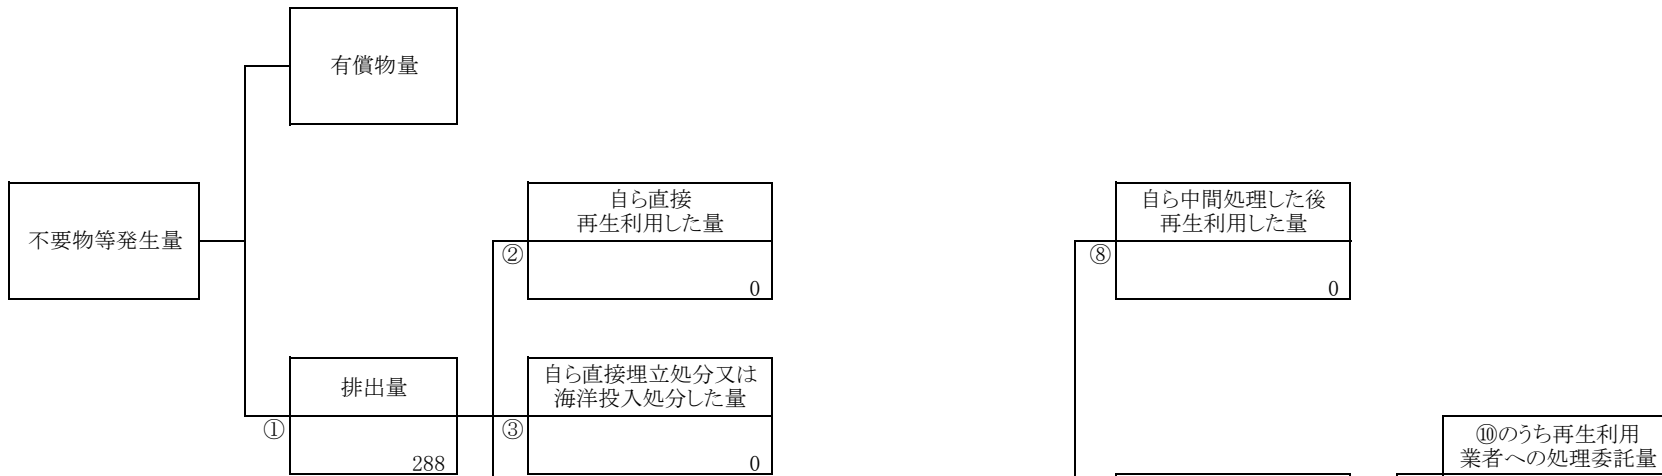 有償物量
不要物等発生量
自ら直接
再生利用した量
②
0
自ら中間処理した後
再生利用した量
⑧
0
排出量
①
288
自ら直接埋立処分又は
海洋投入処分した量
③
0
⑩のうち再生利用
業者への処理委託量